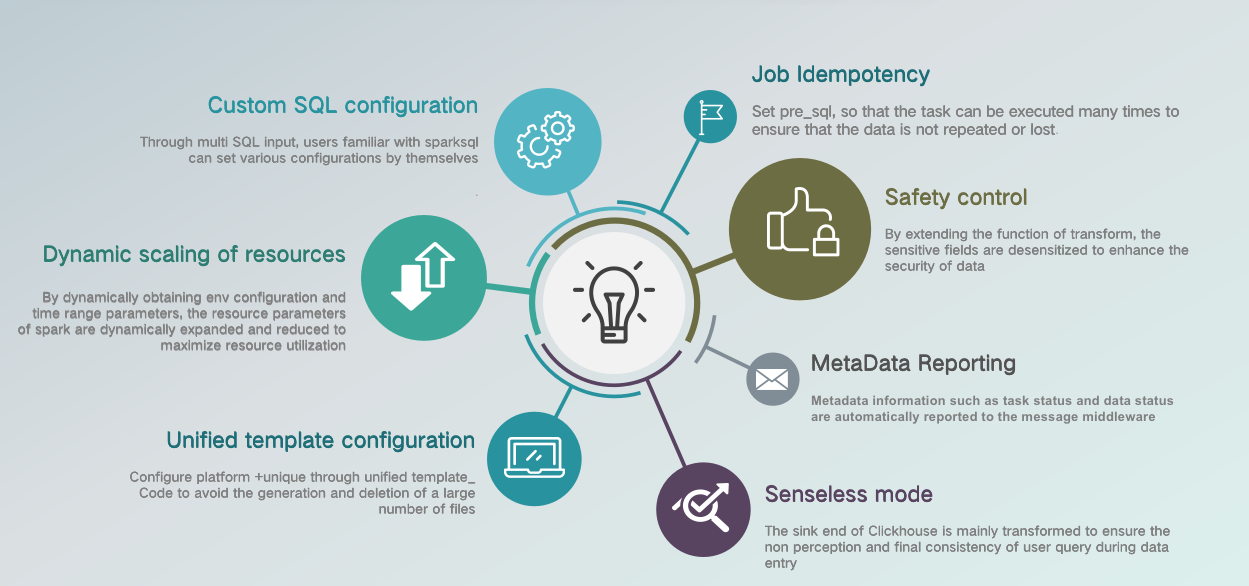 Custom SQL configuration
Through multi SQL input, users familiar with sparksql
can set various configurations by themselves
Dynamic scaling of resources
By dynamically obtaining env configuration and
time range parameters, the resource parameters
of spark are dynamically expanded and reduced to
maximize resource utilization
Unified template configuration
Configure platform +unique through unified template_
Code to avoid the generation and deletion of a large
number of files
Job Idempotency
Set pre_sql, so that the task can be executed many times to
ensure that the data is not repeated or lost.
Safety control
By extending the function of transform, the
sensitive fields are desensitized to enhance the
security of data
MetaData Reporting
Metadata information such as task status and data status
are automatically reported to the message middleware
Senseless mode
The sink end of Clickhouse is mainly transformed to ensure the
non perception and final consistency of user query during data
entry